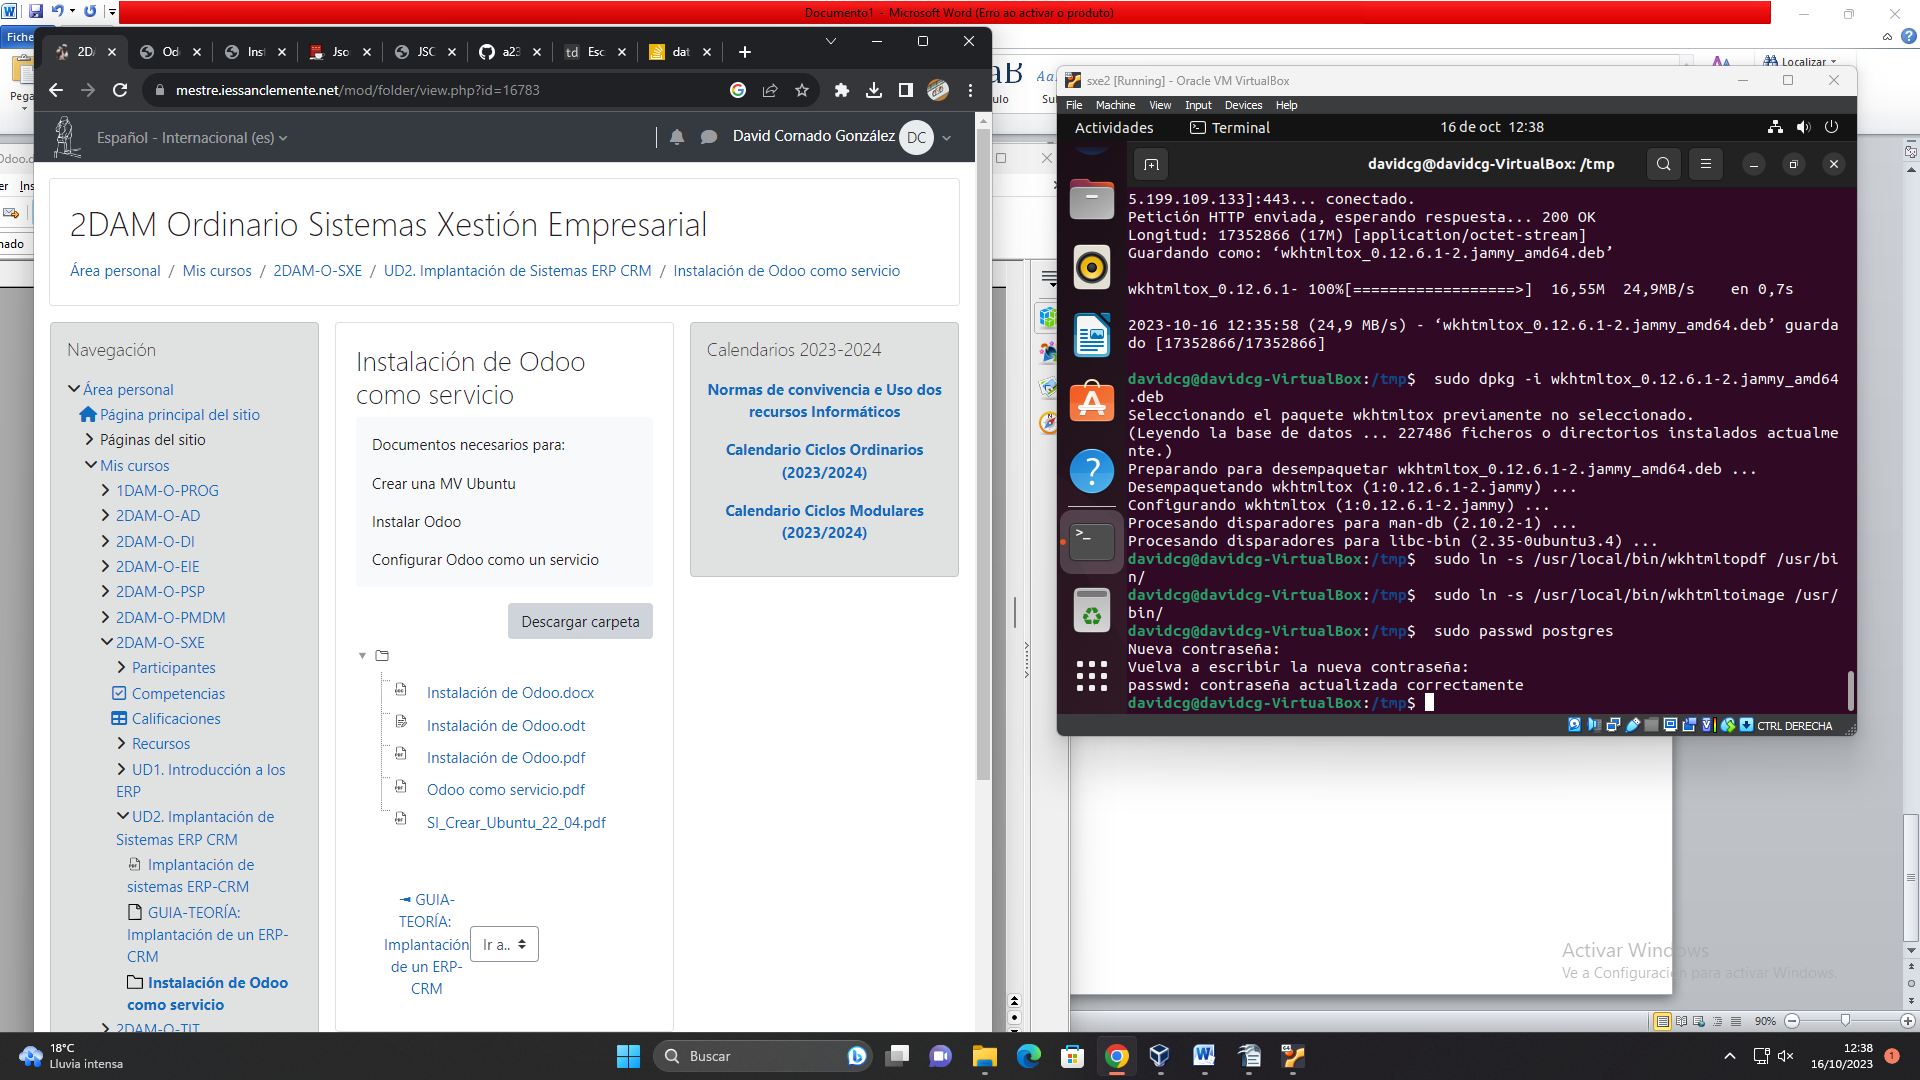 Documento1 - Microsoft Word (Erro ao activar o produto)
Fiche
Pega
Localizar
2D
Od
Ins
Jso
JSC
a23
Esc
dat
mestre.iessanclemente.net/mod/folder/view.php?id=16783
Español - Internacional (es)
David Cornado González
DC
2DAM Ordinario Sistemas Xestión Empresarial
Área personal / Mis cursos / 2DAM-O-SXE / UD2. Implantación de Sistemas ERP CRM / Instalación de Odoo como servicio
Navegación
Área personal
Página principal del sitio
Páginas del sitio
Mis cursos
1DAM-O-PROG
2DAM-O-AD
2DAM-O-DI
2DAM-O-EIE
2DAM-O-PSP
2DAM-O-PMDM
2DAM-O-SXE
Participantes
Competencias
Calificaciones
Recursos
UD1. Introducción a los
ERP
UD2. Implantación de
Sistemas ERP CRM
Implantación de
sistemas ERP-CRM
GUIA-TEORÍA:
Implantación de un ERP-
CRM
Instalación de Odoo
como servicio
2DAM-O-TIT
Instalación de Odoo
como servicio
Documentos necesarios para:
Crear una MV Ubuntu
Instalar Odoo
Configurar Odoo como un servicio
Descargar carpeta
Instalación de Odoo.docx
Instalación de Odoo.odt
Instalación de Odoo.pdf
Odoo como servicio.pdf
SI_Crear_Ubuntu_22_04.pdf
◄ GUIA-
TEORÍA:
Implantación
de un ERP-
CRM
Ir a..
Calendarios 2023-2024
Normas de convivencia e Uso dos
recursos Informáticos
Calendario Ciclos Ordinarios
(2023/2024)
Calendario Ciclos Modulares
(2023/2024)
sxe2 [Running] - Oracle VM VirtualBox
File Machine View Input Devices Help
Actividades
Terminal
16 de oct 12:38
davidcg@davidcg-VirtualBox: /tmp
5.199.109.133]:443... conectado.
Petición HTTP enviada, esperando respuesta... 200 OK
Longitud: 17352866 (17M) [application/octet-stream]
Guardando como: ‘wkhtmltox_0.12.6.1-2.jammy_amd64.deb’
wkhtmltox_0.12.6.1- 100%[==================>] 16,55M 24,9MB/s en 0,7s
2023-10-16 12:35:58 (24,9 MB/s) - ‘wkhtmltox_0.12.6.1-2.jammy_amd64.deb’ guarda
do [17352866/17352866]
davidcg@davidcg-VirtualBox:/tmp$ sudo dpkg -i wkhtmltox_0.12.6.1-2.jammy_amd64
.deb
Seleccionando el paquete wkhtmltox previamente no seleccionado.
(Leyendo la base de datos ... 227486 ficheros o directorios instalados actualme
nte.)
Preparando para desempaquetar wkhtmltox_0.12.6.1-2.jammy_amd64.deb ...
Desempaquetando wkhtmltox (1:0.12.6.1-2.jammy) ...
Configurando wkhtmltox (1:0.12.6.1-2.jammy) ...
Procesando disparadores para man-db (2.10.2-1) ...
Procesando disparadores para libc-bin (2.35-0ubuntu3.4) ...
davidcg@davidcg-VirtualBox:/tmp$ sudo ln -s /usr/local/bin/wkhtmltopdf /usr/bi
n/
davidcg@davidcg-VirtualBox:/tmp$ sudo ln -s /usr/local/bin/wkhtmltoimage /usr/
bin/
davidcg@davidcg-VirtualBox:/tmp$ sudo passwd postgres
Nueva contraseña:
Vuelva a escribir la nueva contraseña:
passwd: contraseña actualizada correctamente
davidcg@davidcg-VirtualBox:/tmp$
CTRL DERECHA
Activar Windows
Ve a Configuración para activar Windows.
90%
18°C
Lluvia intensa
Buscar
12:38
16/10/2023
1